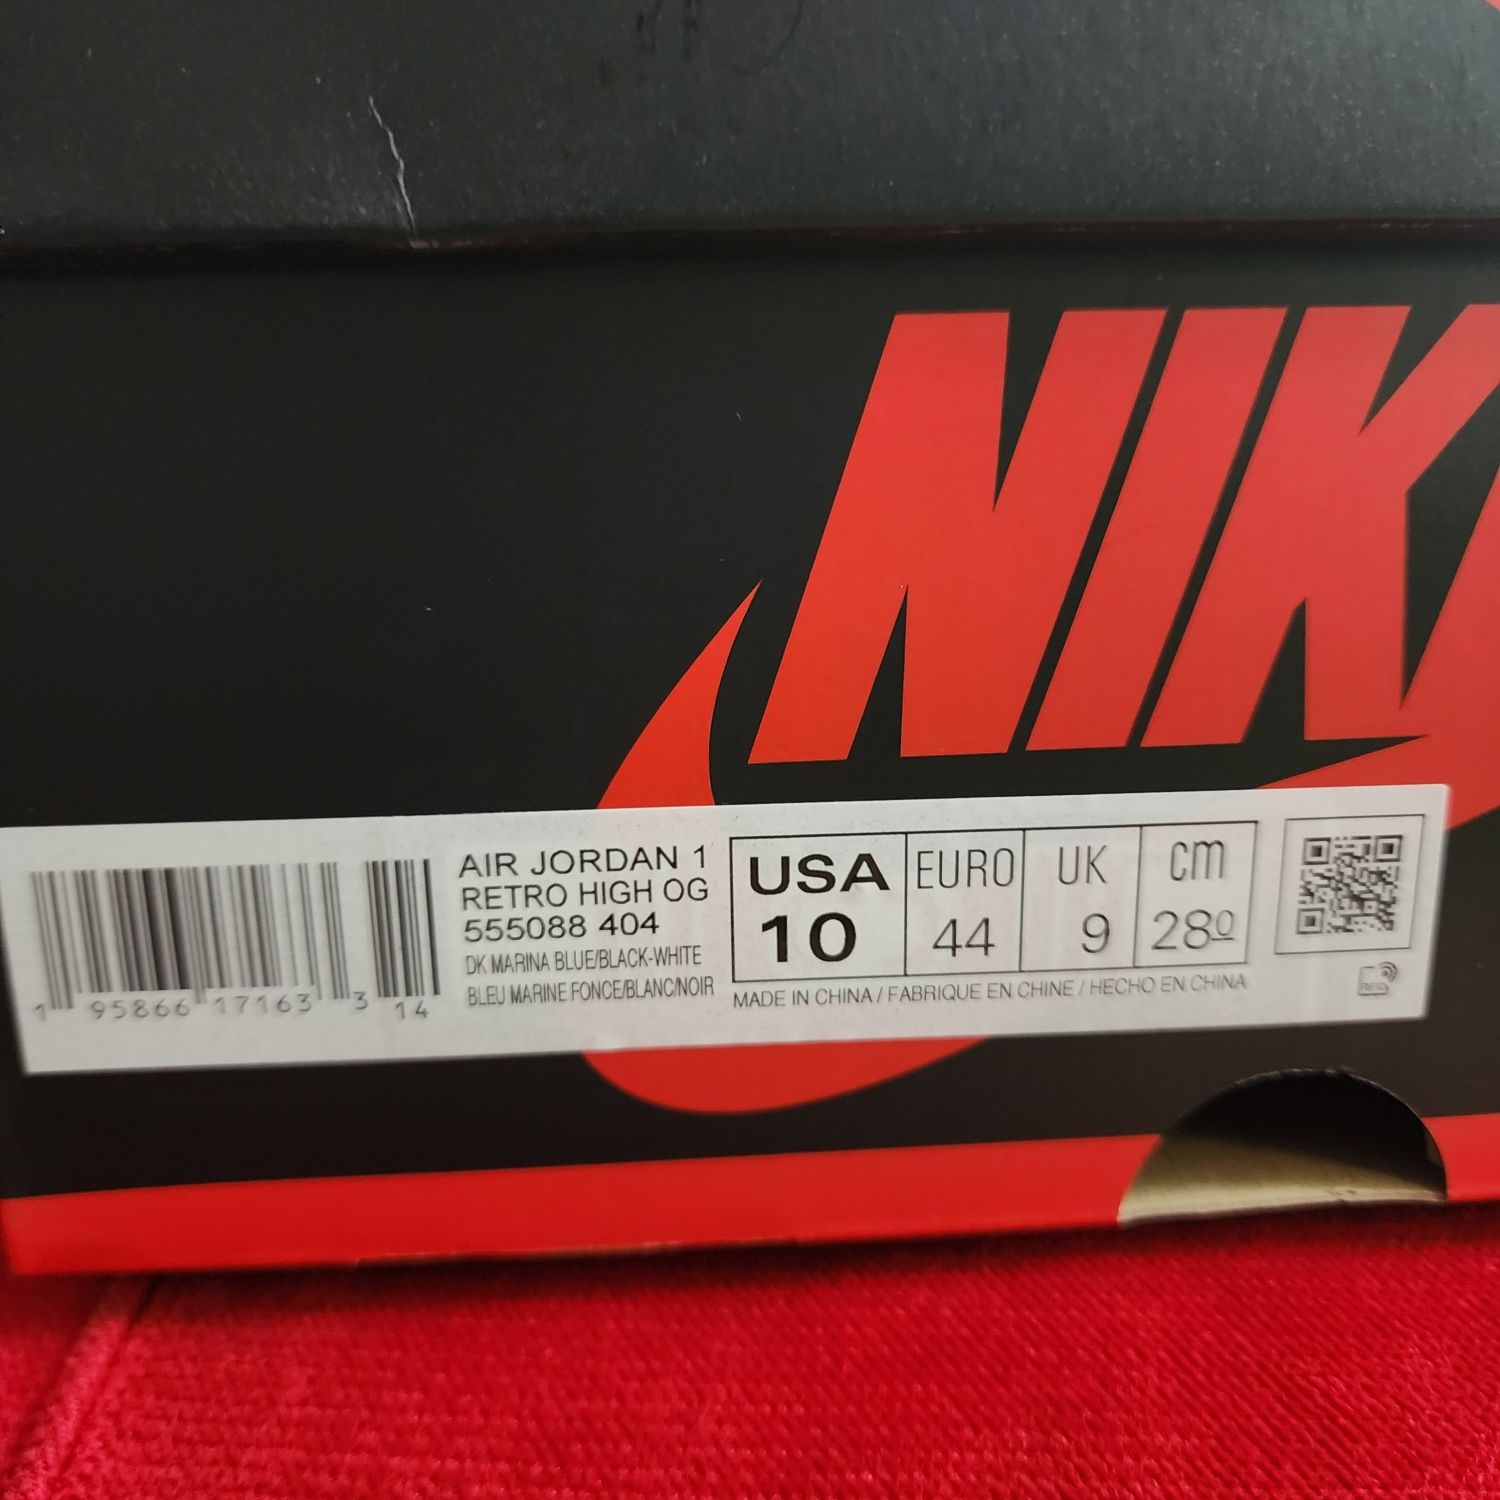 NIK
AIR JORDAN 1
RETRO HIGH OG
555088 404
DK MARINA BLUE/BLACK-WHITE
BLEU MARINE FONCE/BLANC/NOIR
1 95866 17163 3 14
USA EURO UK cm
10 44 9 280
MADE IN CHINA / FABRIQUE EN CHINE / HECHO EN CHINA
RFID